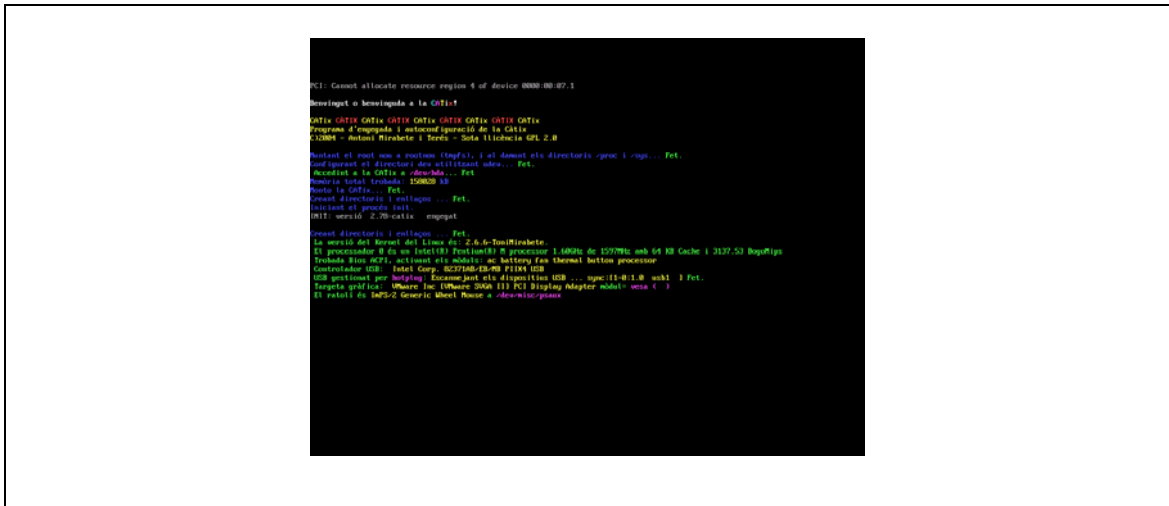 PCI: Cannot allocate resource region 4 of device 0000:00:07.1
Benvingut o benvinguda a la CATix!
CATix CATIX CATix CATIX CATix CATIX CATix CATIX CATix
Programa d'engegada i autoconfiguració de la Càtix
C)2004 - Antoni Mirabete i Terés - Sota llicència GPL 2.0
Muntant el root nou a rootnou (tmpfs), i al damunt els directoris /proc i /sys... Fet.
Configurant el directori dev utilitzant udev... Fet.
Accedint a la CATix a /dev/hda... Fet
Memòria total trobada: 158028 kB
Munto la CATix... Fet.
Creant directoris i enllaços ... Fet.
Iniciant el procés init.
INIT: versió 2.78-catix engegat
Creant directoris i enllaços ... Fet.
La versió del Kernel del Linux és: 2.6.6-ToniMirabete.
El processador 0 és un Intel(R) Pentium(R) M processor 1.60GHz de 1597MHz amb 64 KB Cache i 3137.53 BogoMips
Trobada Bios ACPI, activant els mòduls: ac battery fan thermal button processor
Controlador USB: Intel Corp. 82371AB/EB/MB PIIX4 USB
USB gestionat per hotplug: Escannejant els dispositius USB ... sync:[1-0:1.0 usb1 ] Fet.
Targeta gràfica: VMware Inc [VMware SVGA II] PCI Display Adapter mòdul= vesa ( )
El ratolí és ImPS/2 Generic Wheel Mouse a /dev/misc/psaux